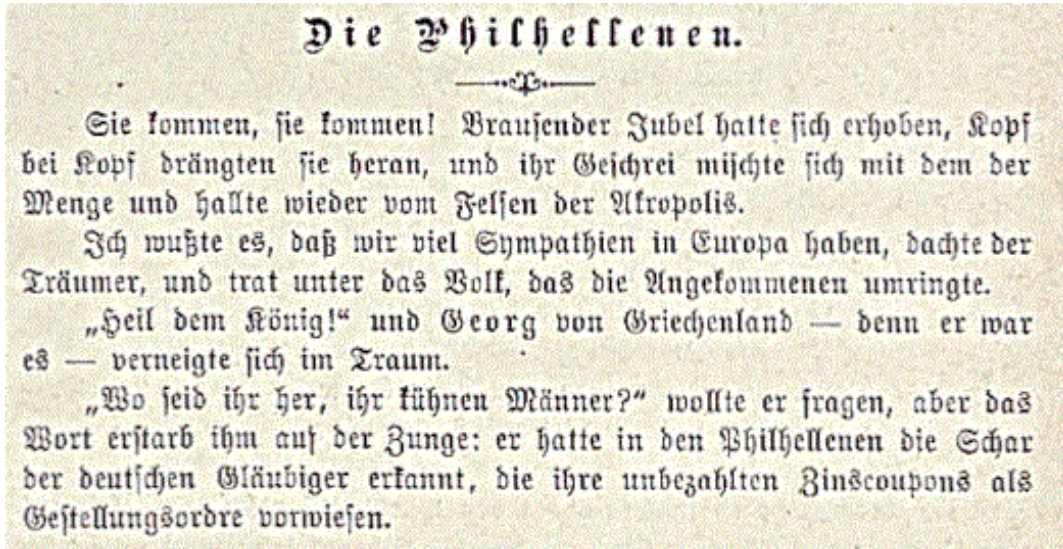 Die Philhellenen.
Sie kommen, sie kommen! Brausender Jubel hatte sich erhoben, Kopf
bei Kopf drängten sie heran, und ihr Geschrei mischte sich mit dem der
Menge und hallte wieder vom Felsen der Akropolis.
Ich wußte es, daß wir viel Sympathien in Europa haben, dachte der
Träumer, und trat unter das Volk, das die Angekommenen umringte.
„Heil dem König!“ und Georg von Griechenland — denn er war
es — verneigte sich im Traum.
„Wo seid ihr her, ihr kühnen Männer?“ wollte er fragen, aber das
Wort erstarb ihm auf der Zunge: er hatte in den Philhellenen die Schar
der deutschen Gläubiger erkannt, die ihre unbezahlten Zinscoupons als
Gestellungsordre vorwiesen.